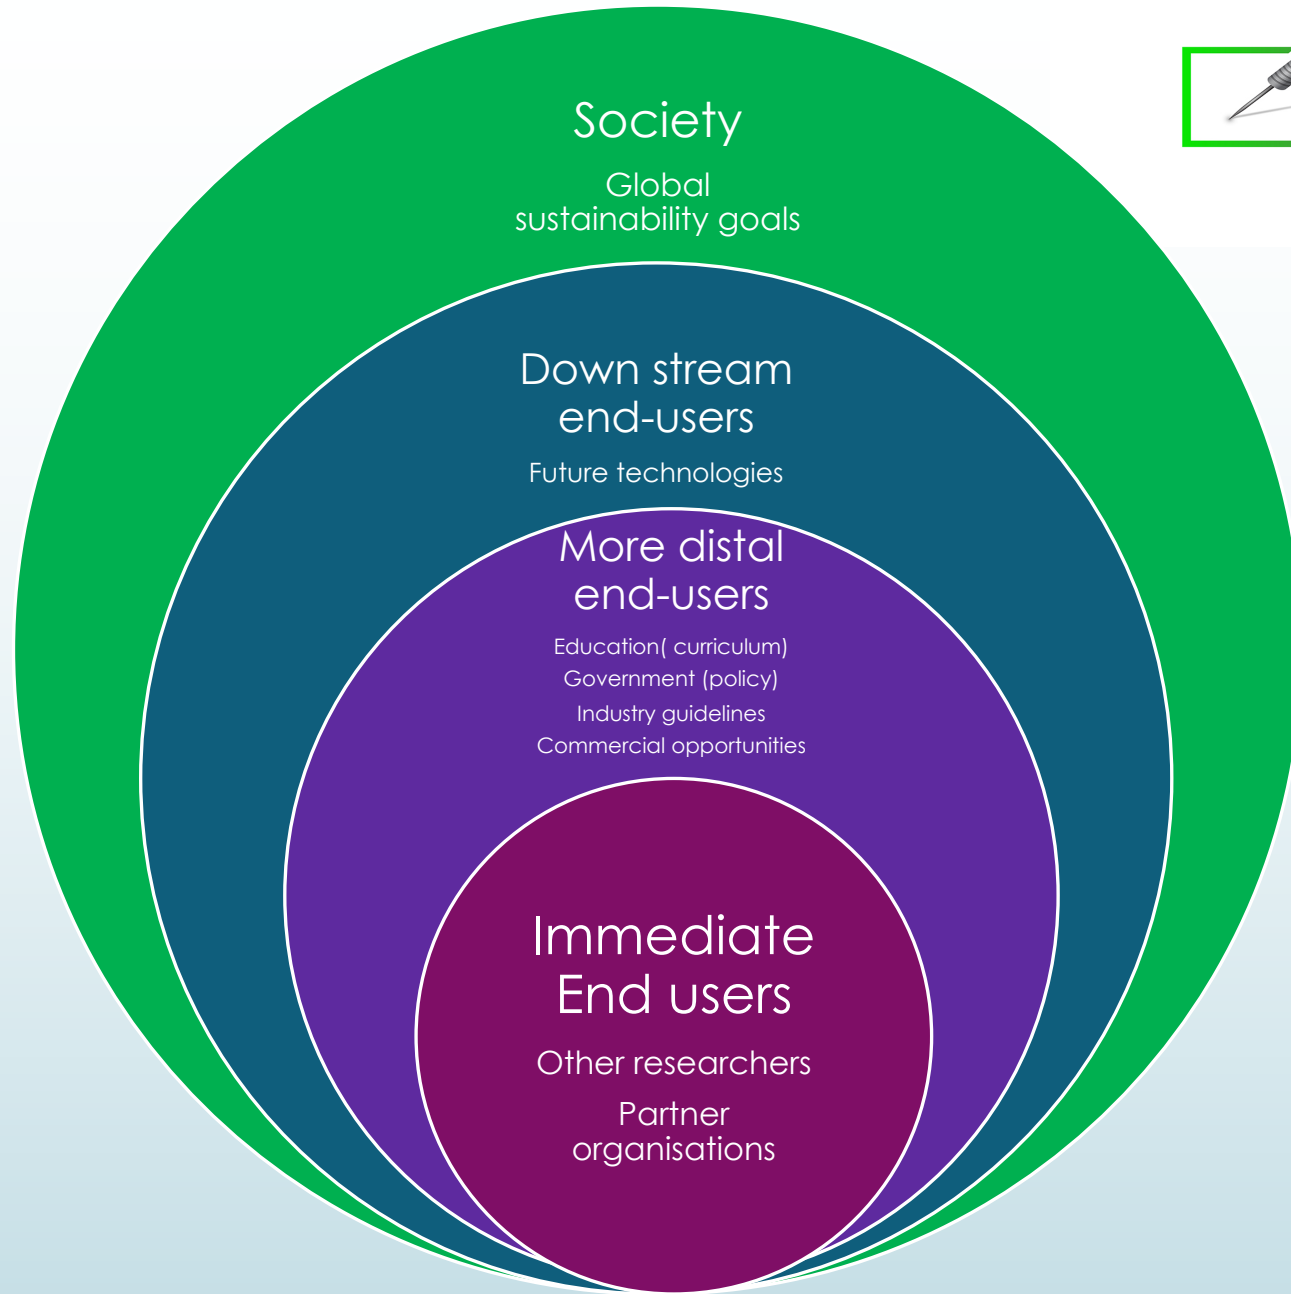 Society
Global
sustainability goals
Down stream
end-users
Future technologies
More distal
end-users
Education( curriculum)
Government (policy)
Industry guidelines
Commercial opportunities
Immediate
End users
Other researchers
Partner
organisations